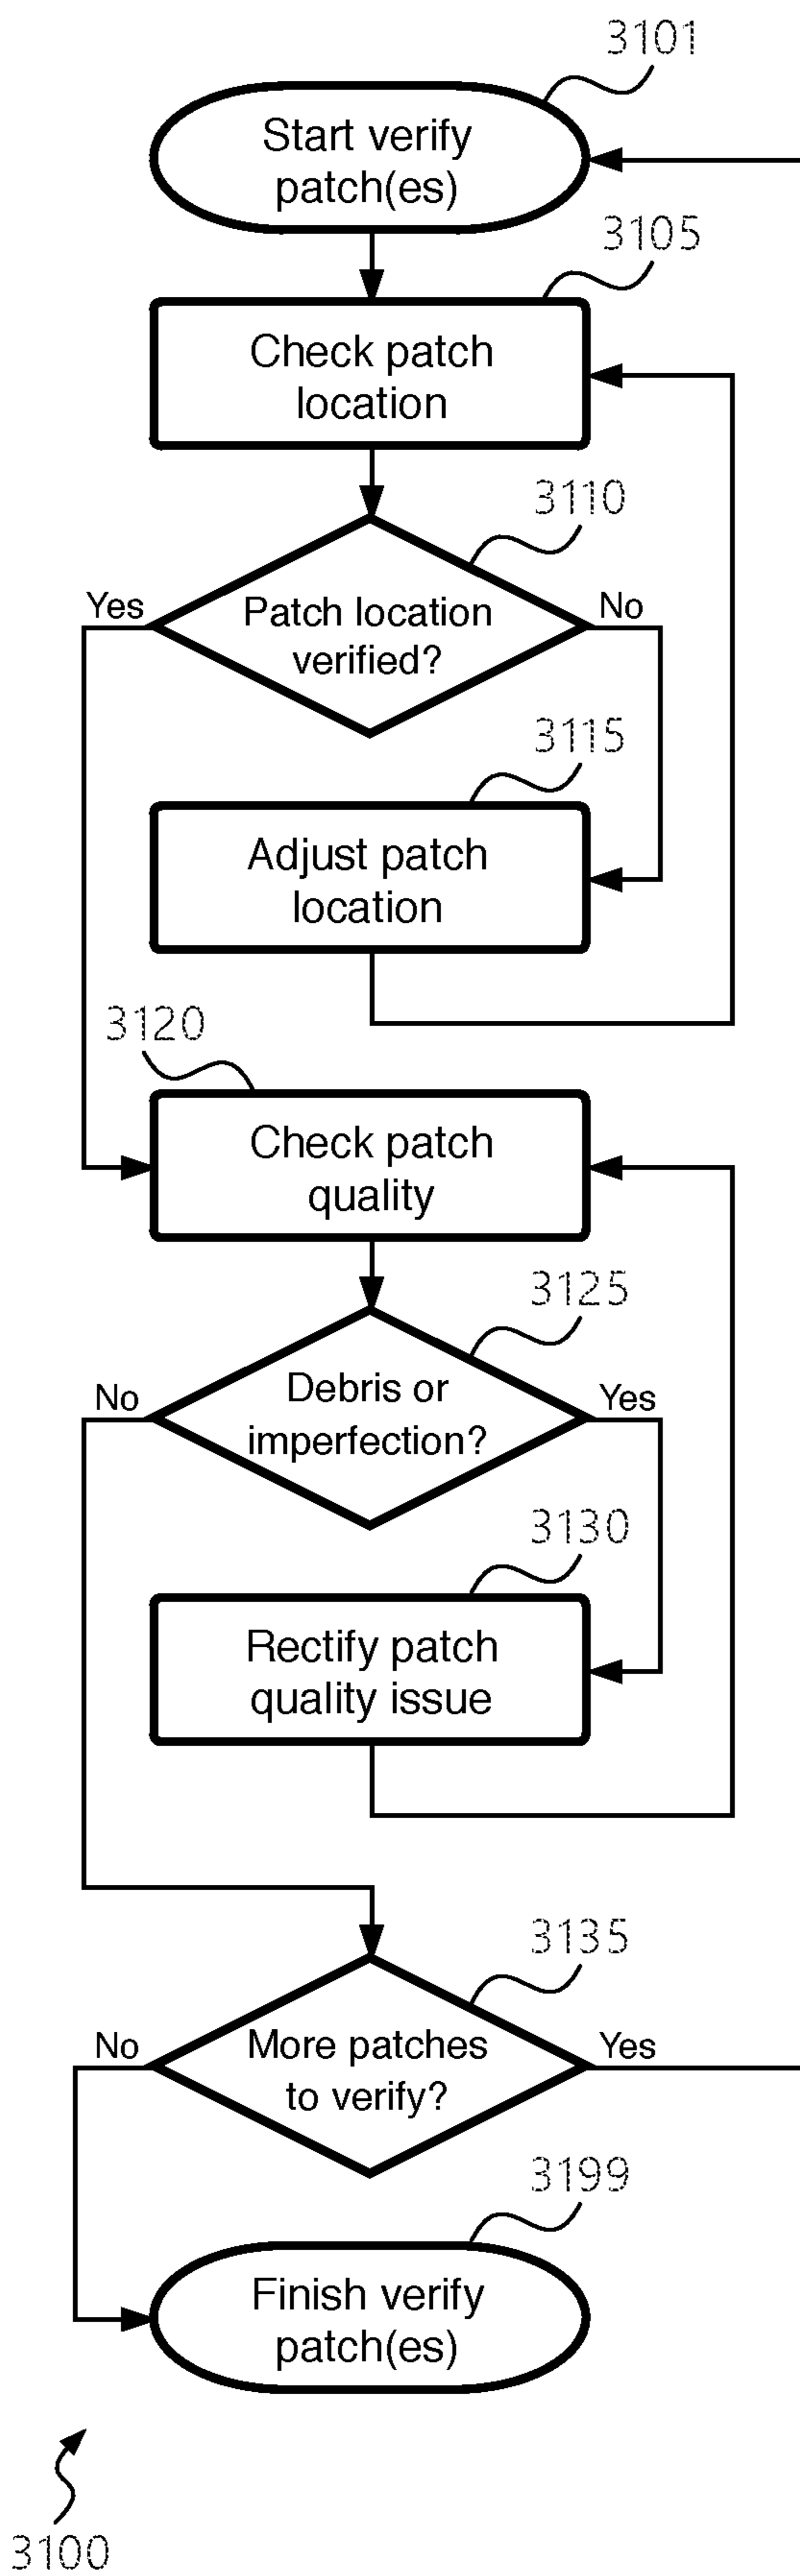 3101
Start verify
patch(es)
3105
Check patch
location
3110
Yes
Patch location
verified?
No
3115
Adjust patch
location
3120
Check patch
quality
3125
No
Debris or
imperfection?
Yes
3130
Rectify patch
quality issue
3135
No
More patches
to verify?
Yes
3199
Finish verify
patch(es)
3100